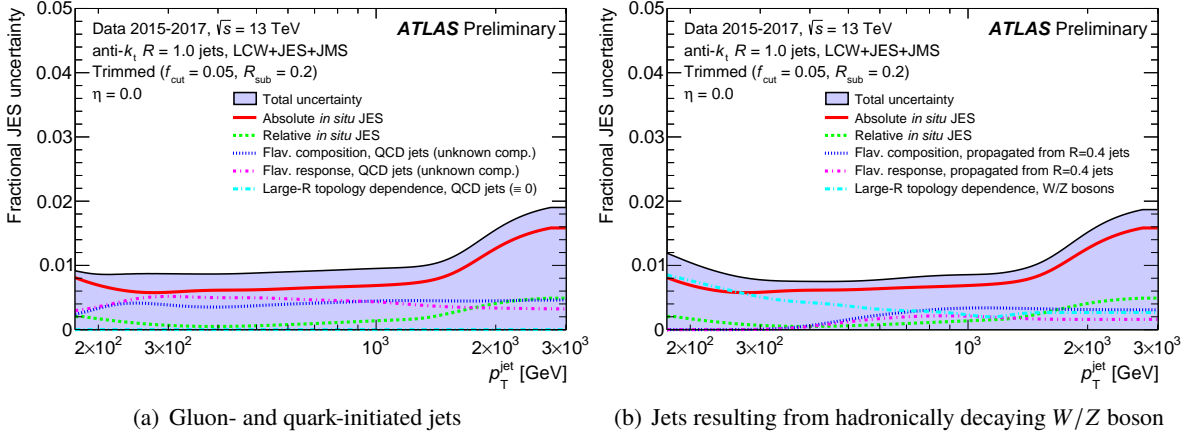 Data 2015-2017, √s = 13 TeV
ATLAS Preliminary
anti-kt, R = 1.0 jets, LCW+JES+JMS
Trimmed (fcut = 0.05, Rsub = 0.2)
η = 0.0
Total uncertainty
Absolute in situ JES
Relative in situ JES
Flav. composition, QCD jets (unknown comp.)
Flav. response, QCD jets (unknown comp.)
Large-R topology dependence, QCD jets (≡ 0)
Fractional JES uncertainty
0.05
0.04
0.03
0.02
0.01
0
2×10² 3×10² 10³ 2×10³ 3×10³
pTjet [GeV]
(a) Gluon- and quark-initiated jets
Data 2015-2017, √s = 13 TeV
ATLAS Preliminary
anti-kt, R = 1.0 jets, LCW+JES+JMS
Trimmed (fcut = 0.05, Rsub = 0.2)
η = 0.0
Total uncertainty
Absolute in situ JES
Relative in situ JES
Flav. composition, propagated from R=0.4 jets
Flav. response, propagated from R=0.4 jets
Large-R topology dependence, W/Z bosons
Fractional JES uncertainty
0.05
0.04
0.03
0.02
0.01
0
2×10² 3×10² 10³ 2×10³ 3×10³
pTjet [GeV]
(b) Jets resulting from hadronically decaying W/Z boson